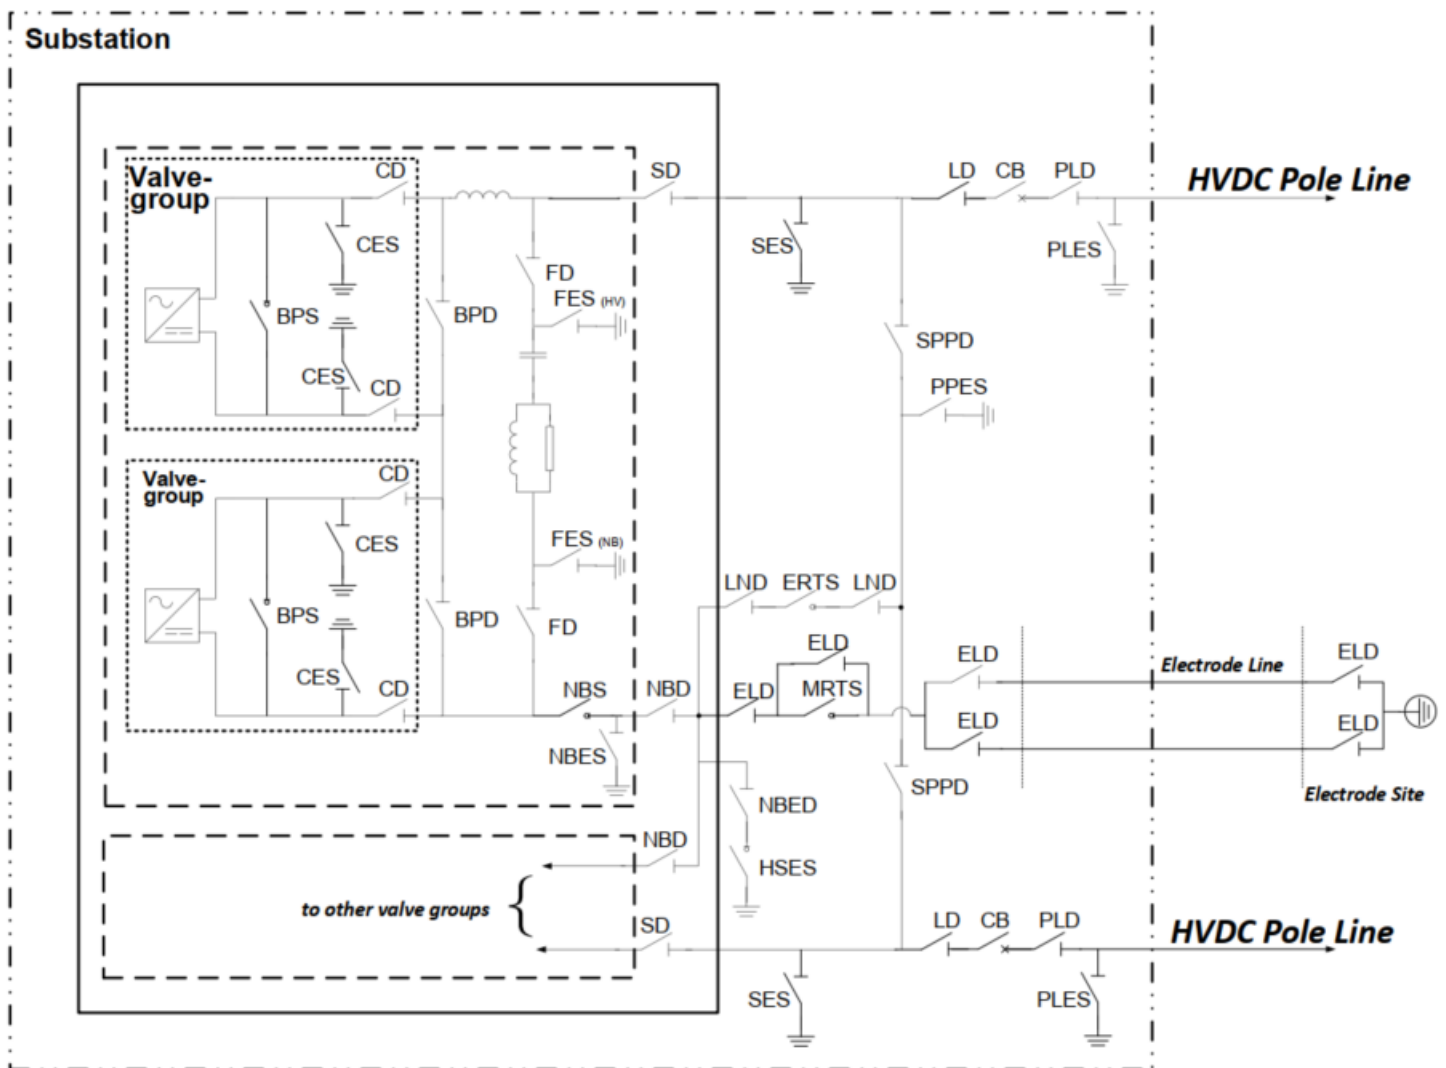 Substation
Valve-
group
CD
SD
LD
CB
PLD
HVDC Pole Line
CES
SES
PLES
FD
FES (HV)
BPS
BPD
SPPD
CES
CD
PPES
Valve-
group
CD
CES
FES (NB)
LND
ERTS
LND
BPS
BPD
FD
ELD
ELD
Electrode Line
ELD
CES
CD
NBS
NBD
ELD
MRTS
ELD
ELD
NBES
SPPD
Electrode Site
NBED
NBD
HSES
to other valve groups
SD
LD
CB
PLD
HVDC Pole Line
SES
PLES